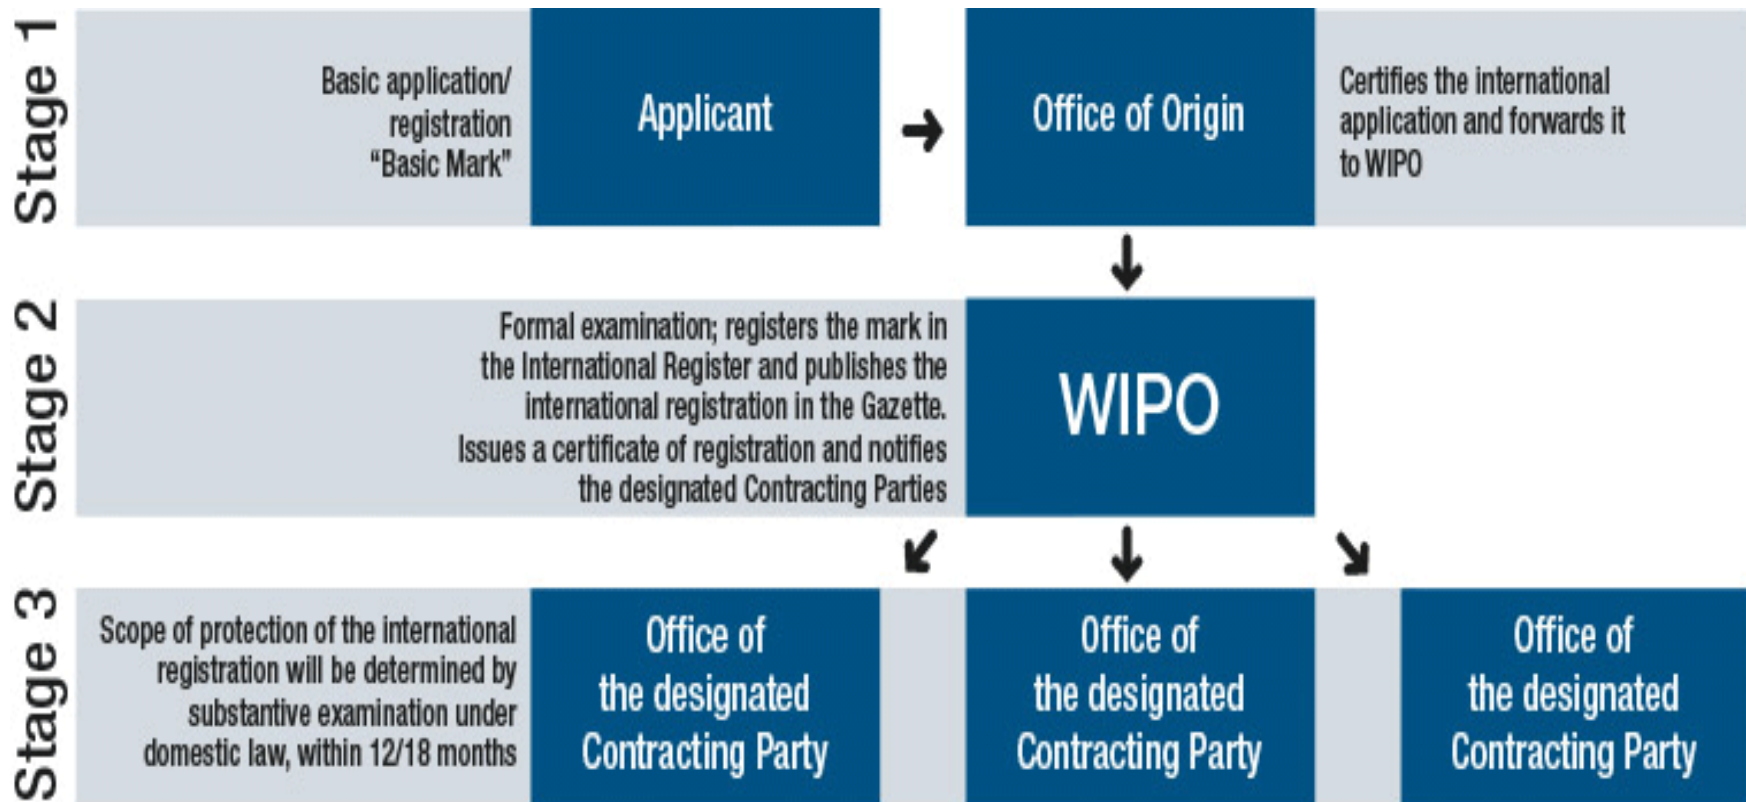 Stage 1
Basic application/
registration
“Basic Mark”
Applicant
Office of Origin
Certifies the international
application and forwards it
to WIPO
Stage 2
Formal examination; registers the mark in
the International Register and publishes the
international registration in the Gazette.
Issues a certificate of registration and notifies
the designated Contracting Parties
WIPO
Stage 3
Scope of protection of the international
registration will be determined by
substantive examination under
domestic law, within 12/18 months
Office of
the designated
Contracting Party
Office of
the designated
Contracting Party
Office of
the designated
Contracting Party